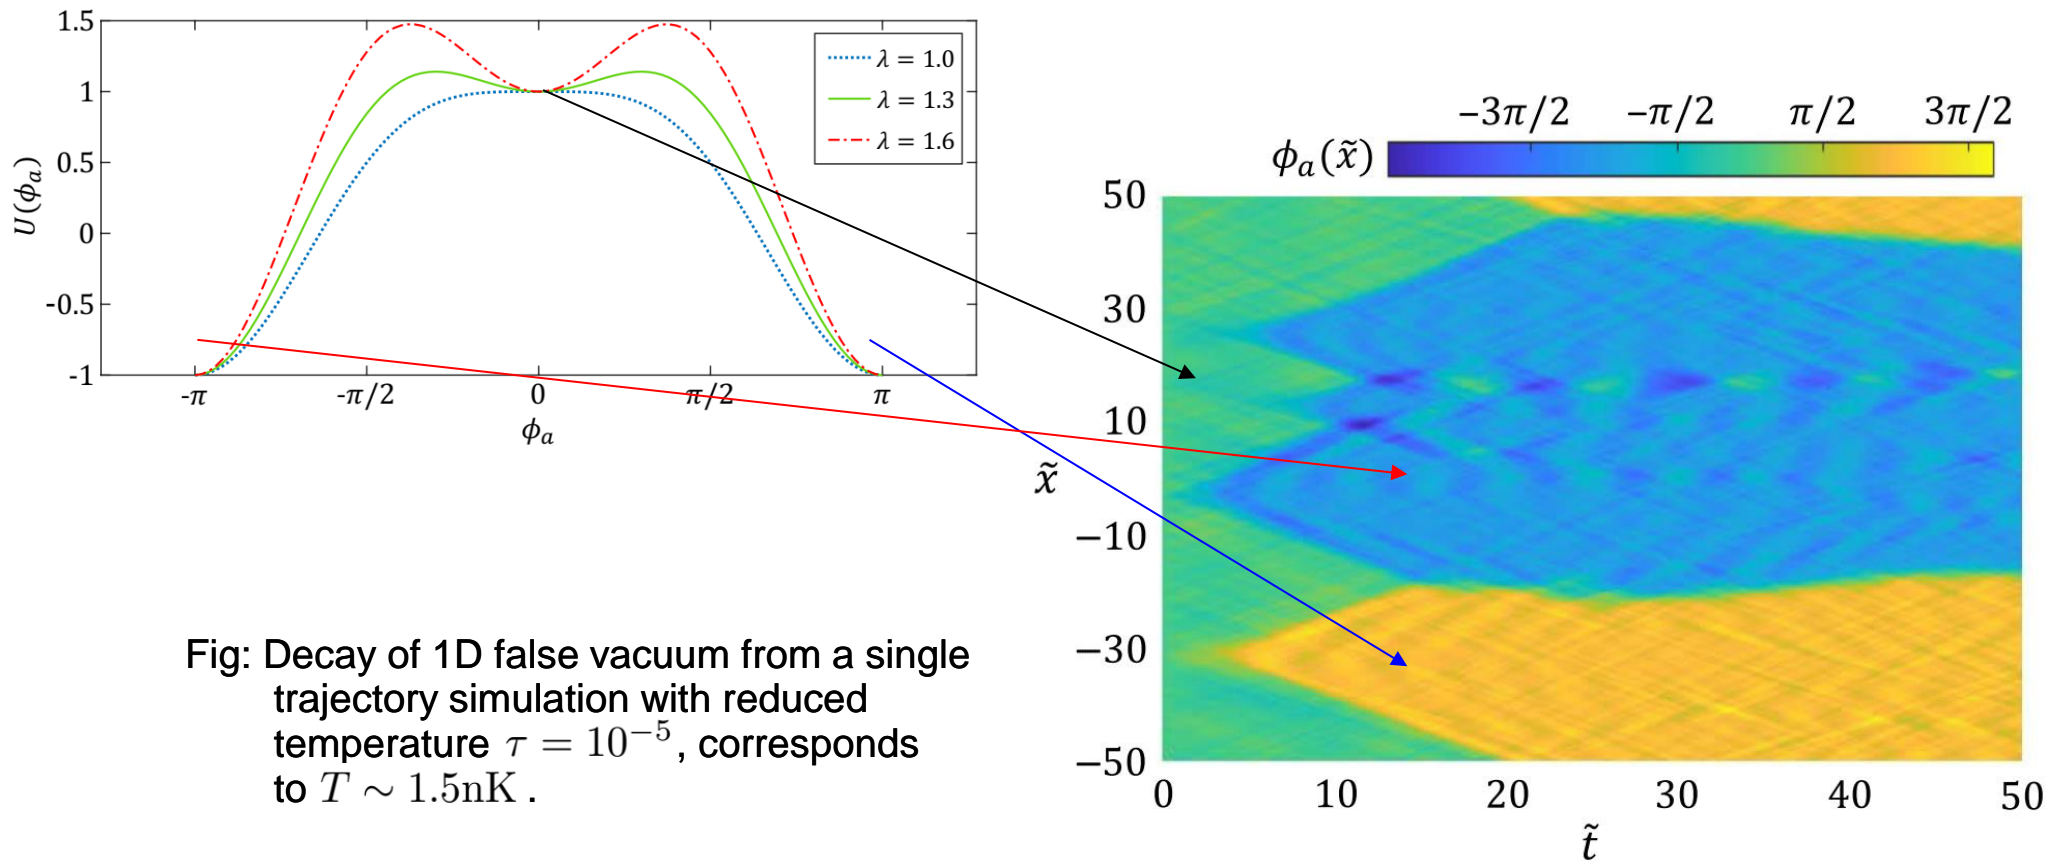 1.5
1
0.5
0
-0.5
-1
U(ϕₐ)
-π
-π/2
0
π/2
π
ϕₐ
λ = 1.0
λ = 1.3
λ = 1.6
−3π/2
−π/2
π/2
3π/2
ϕₐ(x̃)
50
30
10
−10
−30
−50
x̃
0
10
20
30
40
50
t̃
Fig: Decay of 1D false vacuum from a single
trajectory simulation with reduced
temperature τ = 10⁻⁵, corresponds
to T ∼ 1.5nK .